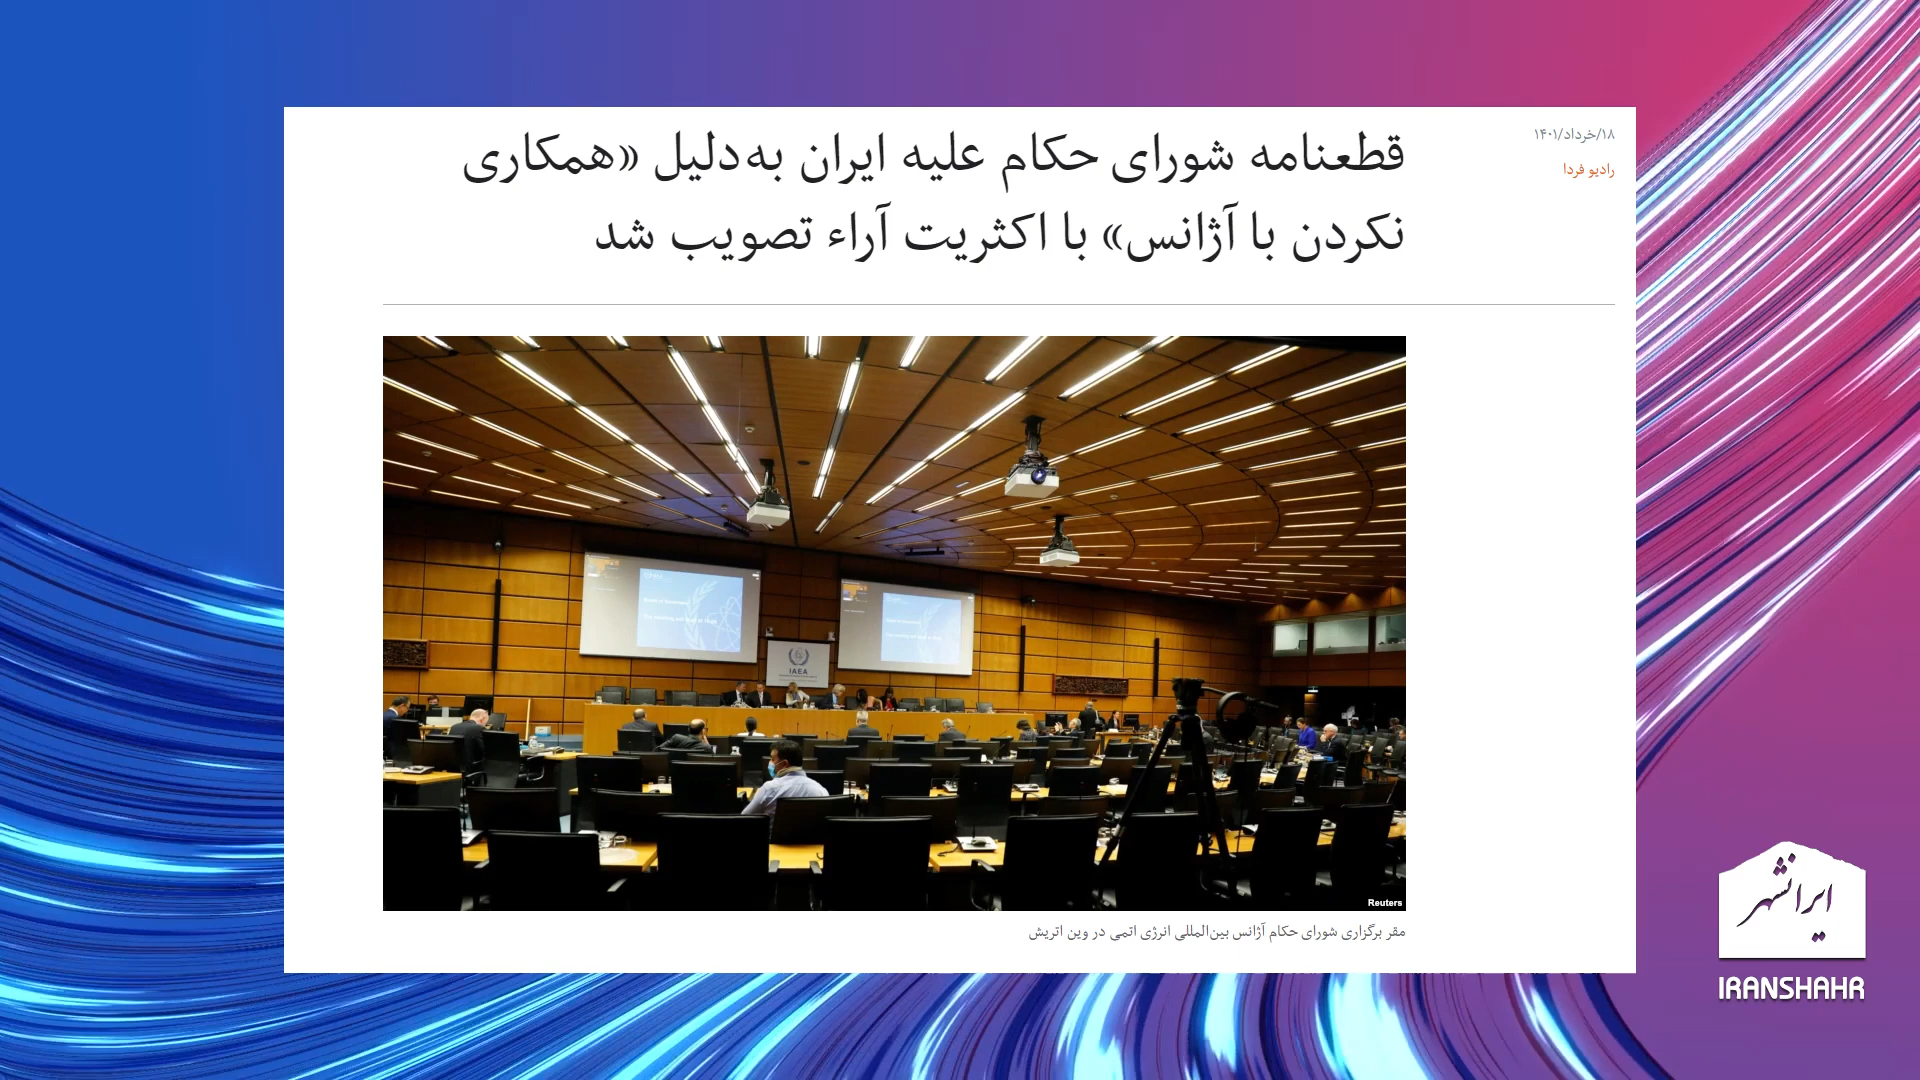 ۱۸/خرداد/۱۴۰۱
رادیو فردا
قطعنامه شورای حکام علیه ایران به‌دلیل «همکاری
نکردن با آژانس» با اکثریت آراء تصویب شد
IAEA
Reuters
مقر برگزاری شورای حکام آژانس بین‌المللی انرژی اتمی در وین اتریش
ایرانشهر
IRANSHAHR